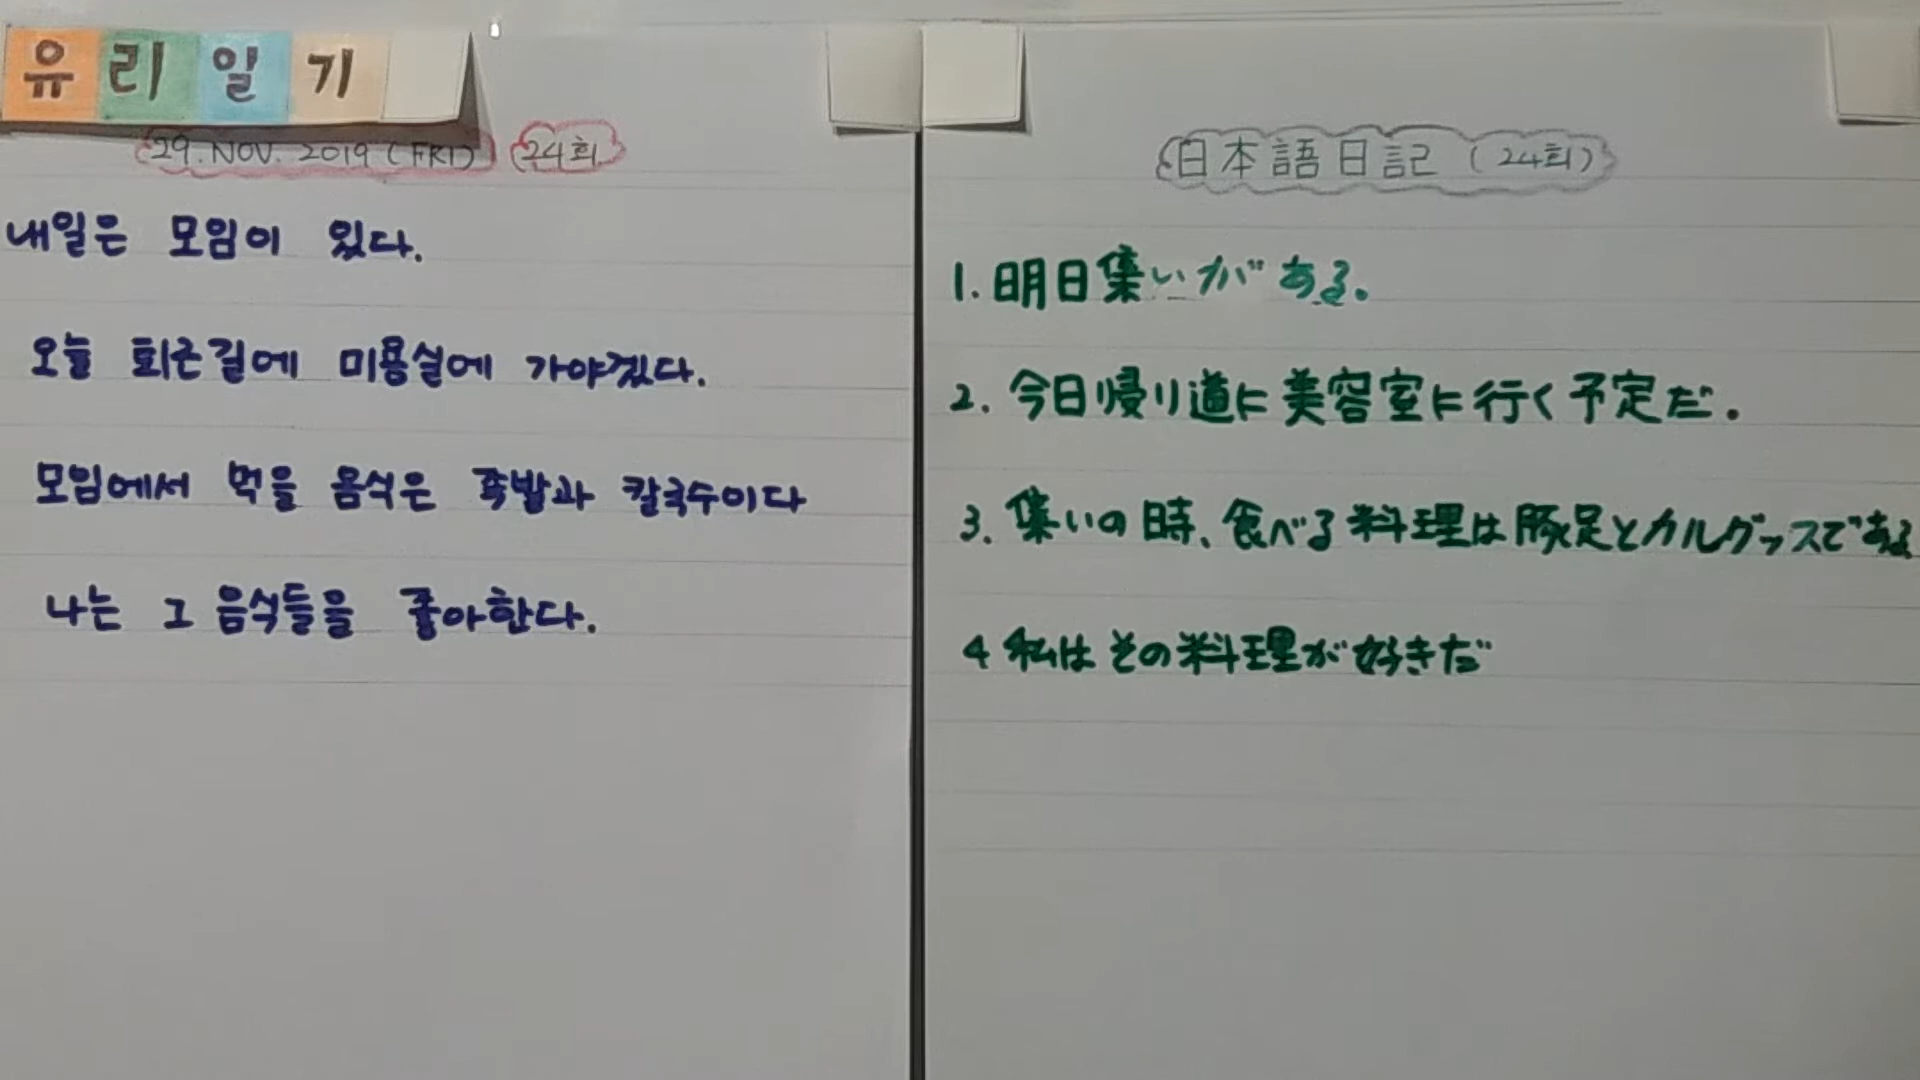 유리일기
29. NOV. 2019 (FRI) 24회
내일은 모임이 있다.
오늘 퇴근길에 미용실에 가야겠다.
모임에서 먹을 음식은 족발과 칼국수이다
나는 그 음식들을 좋아한다.
日本語日記 (24회)
1. 明日集いがある.
2. 今日帰り道に美容室に行く予定だ.
3. 集いの時、食べる料理は豚足とカルグッスである
4 私はその料理が好きだ